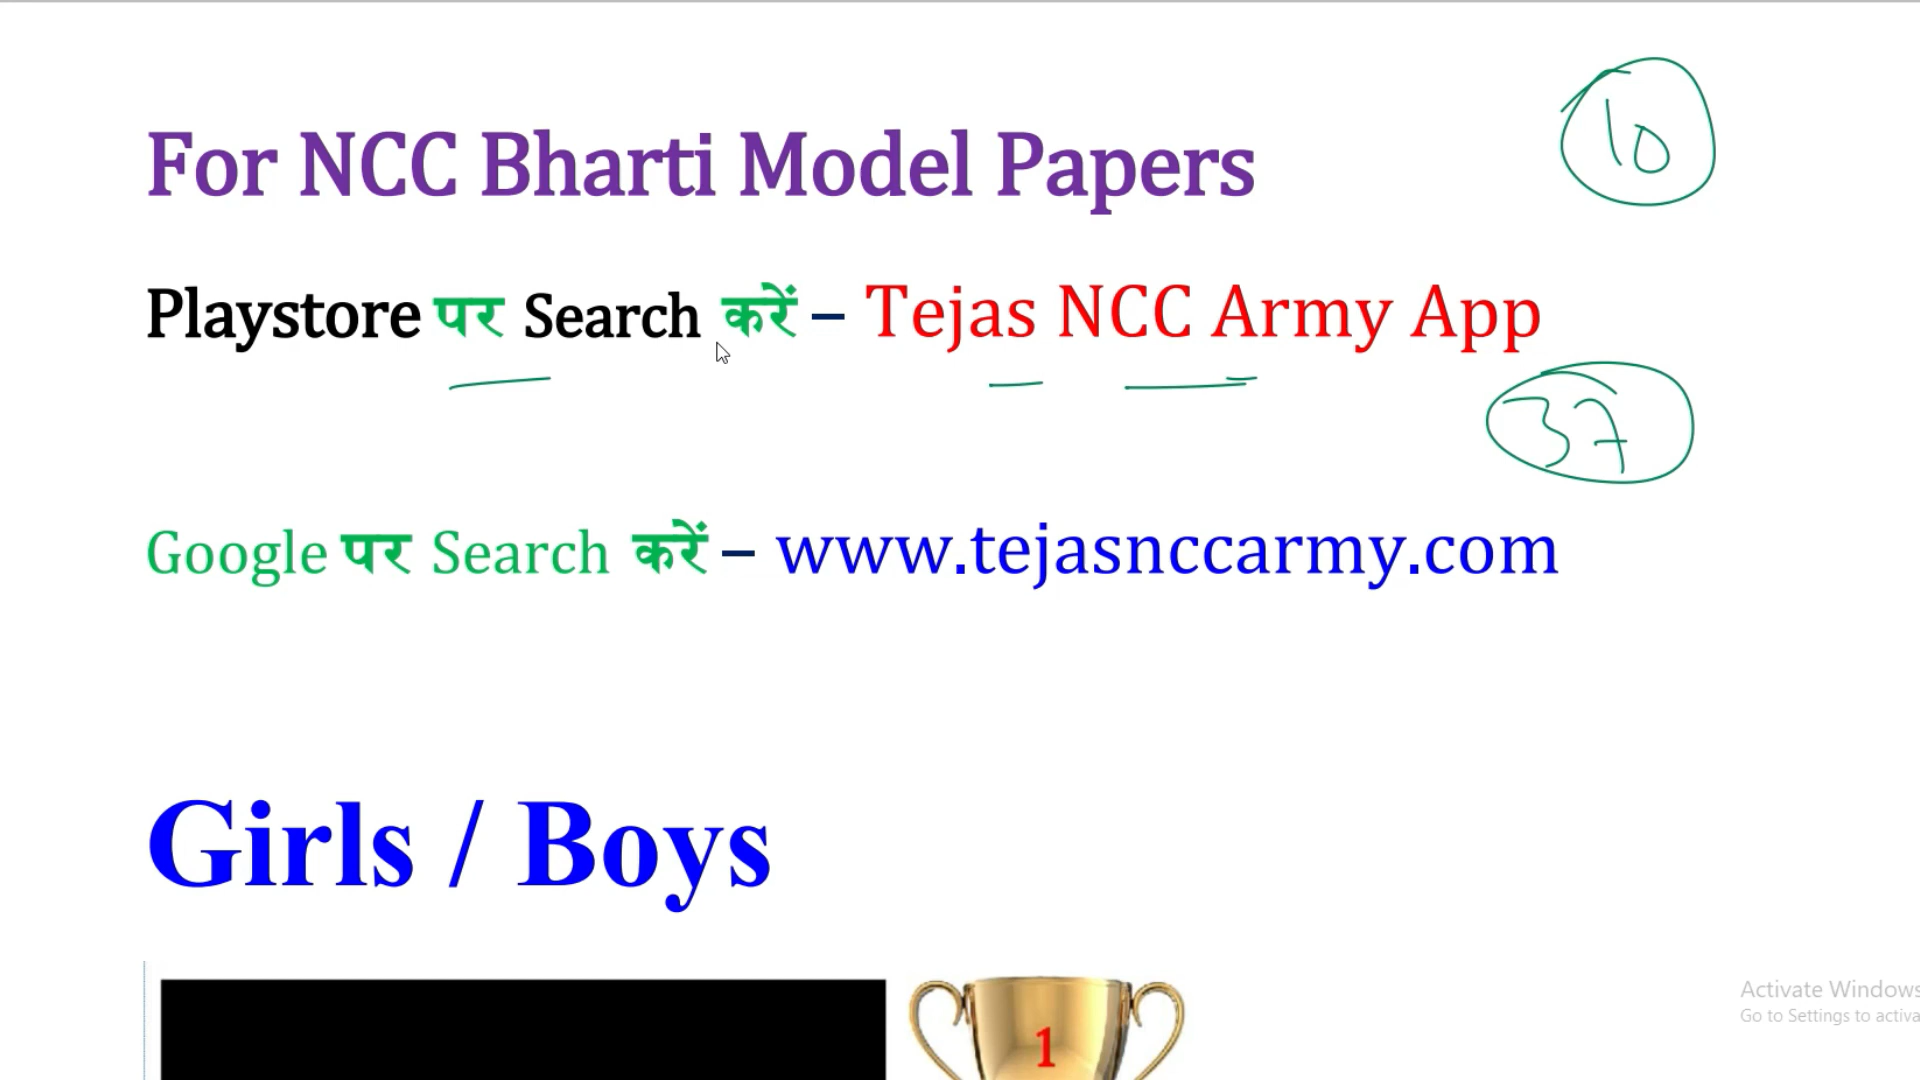 10
For NCC Bharti Model Papers
Playstore पर Search करें – Tejas NCC Army App
37
Google पर Search करें – www.tejasnccarmy.com
Girls / Boys
1
Activate Windows
Go to Settings to activa